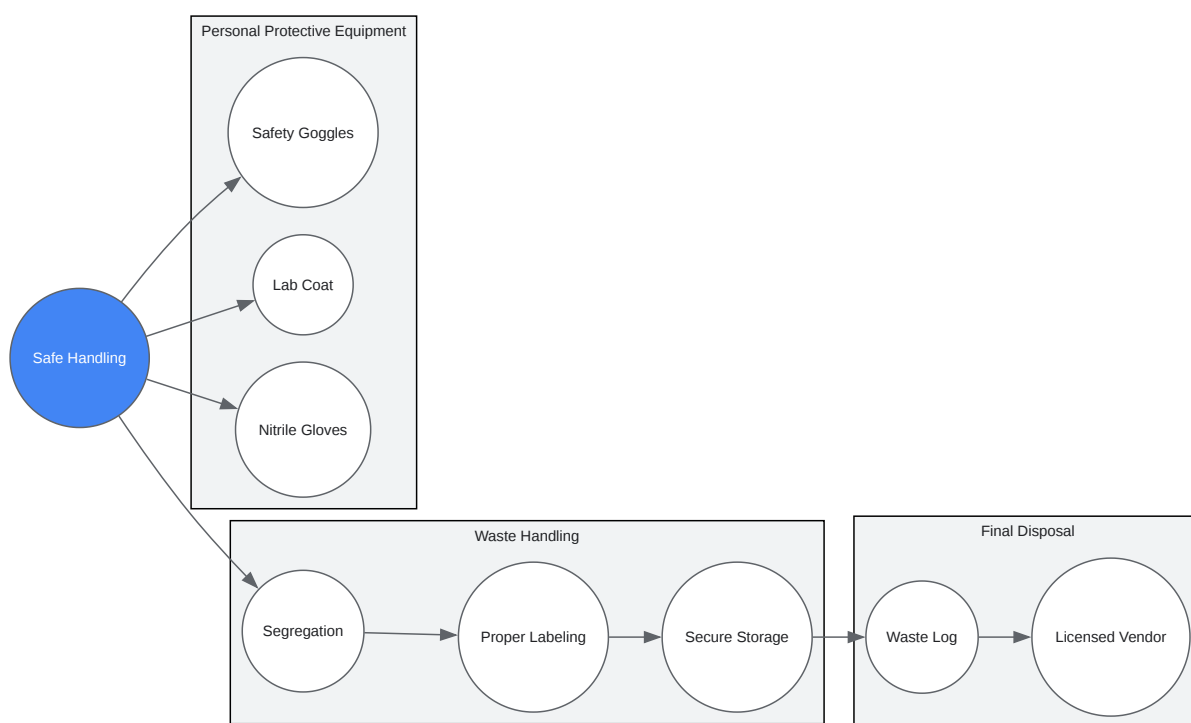 Personal Protective Equipment
Safety Goggles
Lab Coat
Safe Handling
Nitrile Gloves
Waste Handling
Final Disposal
Segregation
Proper Labeling
Secure Storage
Waste Log
Licensed Vendor